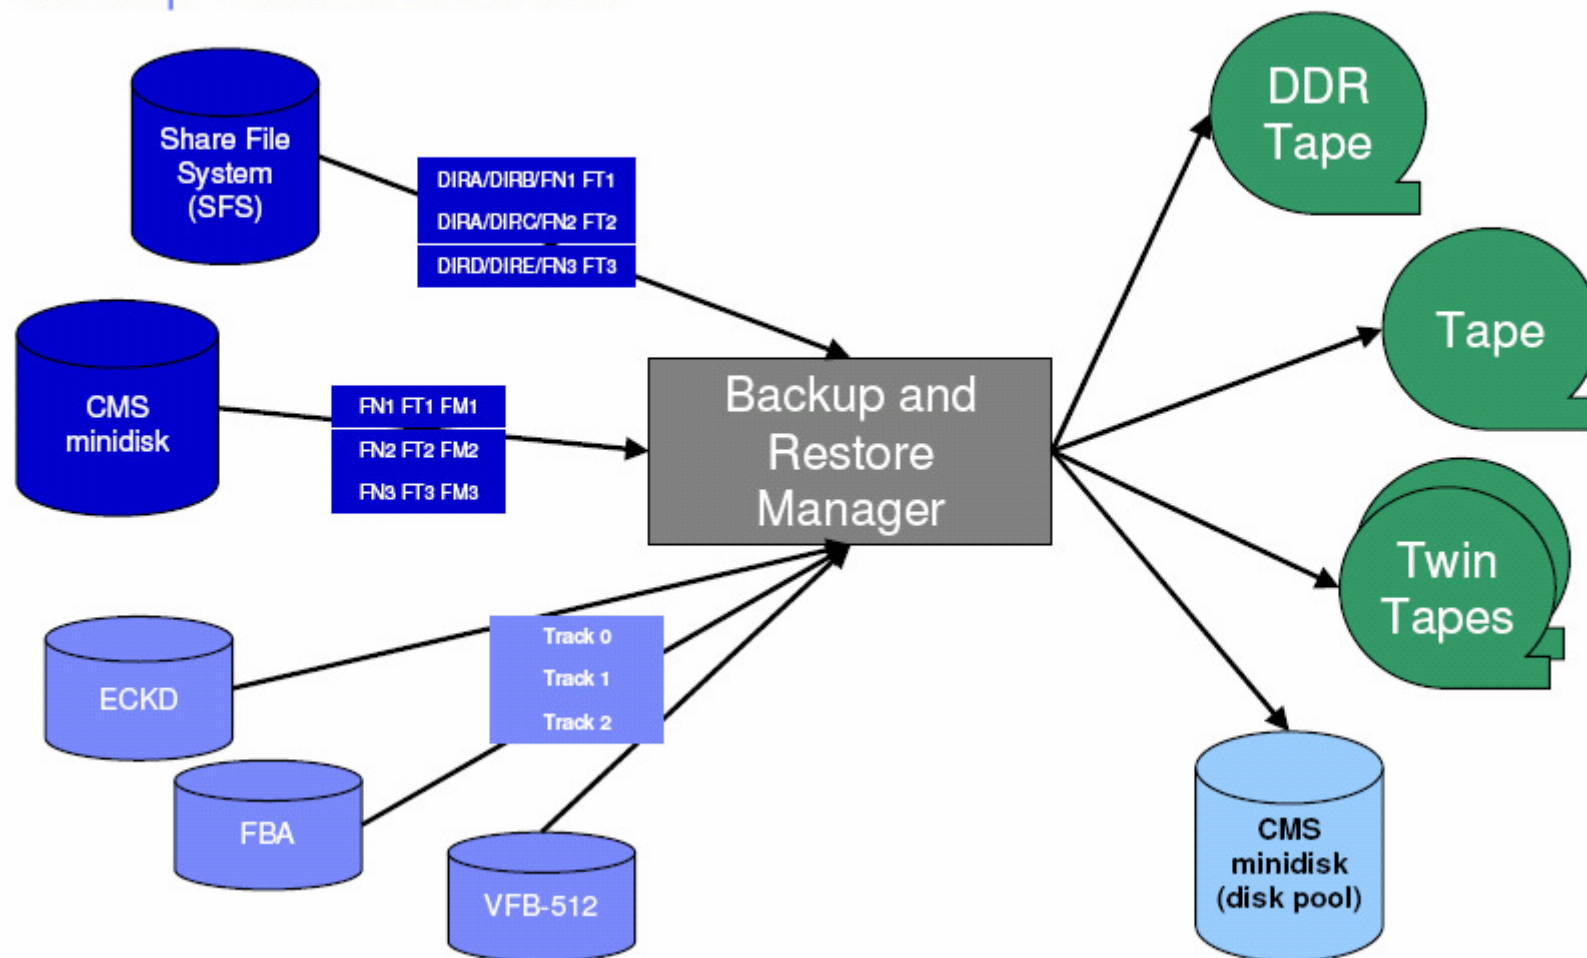 Share File
System
(SFS)
DIRA/DIRB/FN1 FT1
DIRA/DIRC/FN2 FT2
DIRD/DIRE/FN3 FT3
CMS
minidisk
FN1 FT1 FM1
FN2 FT2 FM2
FN3 FT3 FM3
Backup and
Restore
Manager
ECKD
FBA
VFB-512
Track 0
Track 1
Track 2
DDR
Tape
Tape
Twin
Tapes
CMS
minidisk
(disk pool)